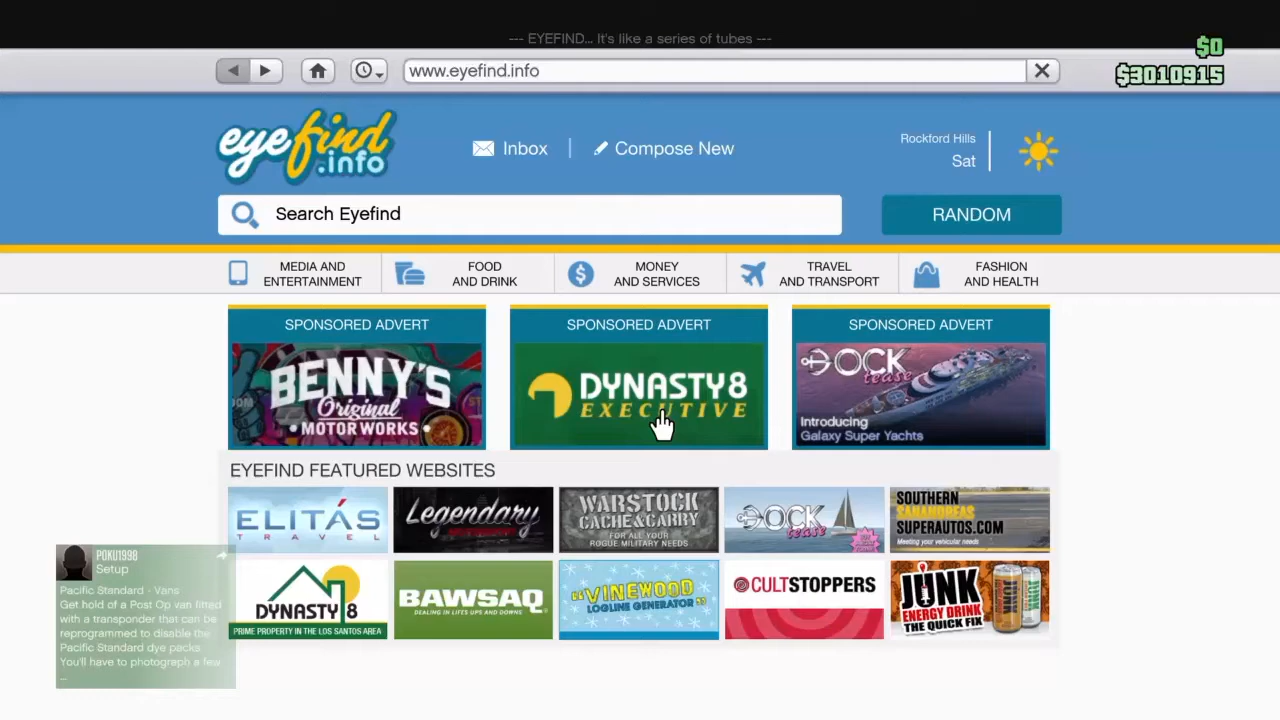 --- EYEFIND... It's like a series of tubes ---
$0
www.eyefind.info
$3010915
eyefind
.info
Inbox
Compose New
Rockford Hills
Sat
Search Eyefind
RANDOM
MEDIA AND
ENTERTAINMENT
FOOD
AND DRINK
MONEY
AND SERVICES
TRAVEL
AND TRANSPORT
FASHION
AND HEALTH
SPONSORED ADVERT
SPONSORED ADVERT
SPONSORED ADVERT
BENNY'S
Original
MOTOR WORKS
DYNASTY8
EXECUTIVE
DOCK
tease
Introducing
Galaxy Super Yachts
EYEFIND FEATURED WEBSITES
ELITÁS
TRAVEL
Legendary
WARSTOCK
CACHE&CARRY
FOR ALL YOUR
ROGUE MILITARY NEEDS
DOCK
tease
SOUTHERN
SANANDREAS
SUPERAUTOS.COM
Meeting your vehicular needs
DYNASTY 8
PRIME PROPERTY IN THE LOS SANTOS AREA
BAWSAQ
DEALING IN LIFE'S UPS AND DOWNS
"VINEWOOD
LOGLINE GENERATOR"
CULTSTOPPERS
JUNK
ENERGY DRINK
THE QUICK FIX
POKU1998
Setup
Pacific Standard - Vans
Get hold of a Post Op van fitted
with a transponder that can be
reprogrammed to disable the
Pacific Standard dye packs.
You'll have to photograph a few
...